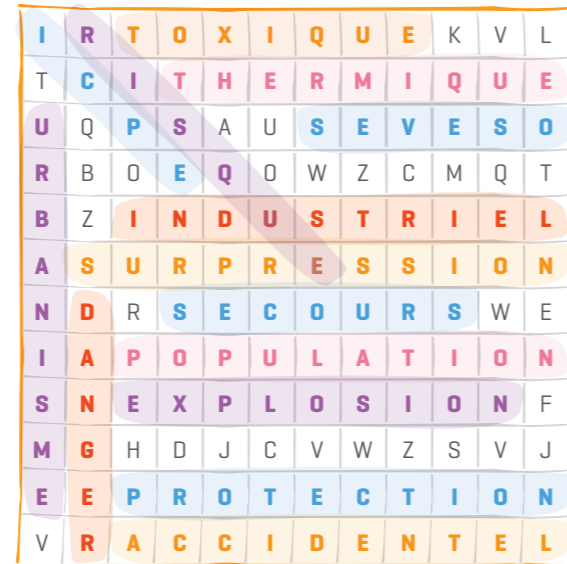 I R T O X I Q U E K V L
T C I T H E R M I Q U E
U Q P S A U S E V E S O
R B O E Q O W Z C M Q T
B Z I N D U S T R I E L
A S U R P R E S S I O N
N D R S E C O U R S W E
I A P O P U L A T I O N
S N E X P L O S I O N F
M G H D J C V W Z S V J
E E P R O T E C T I O N
V R A C C I D E N T E L